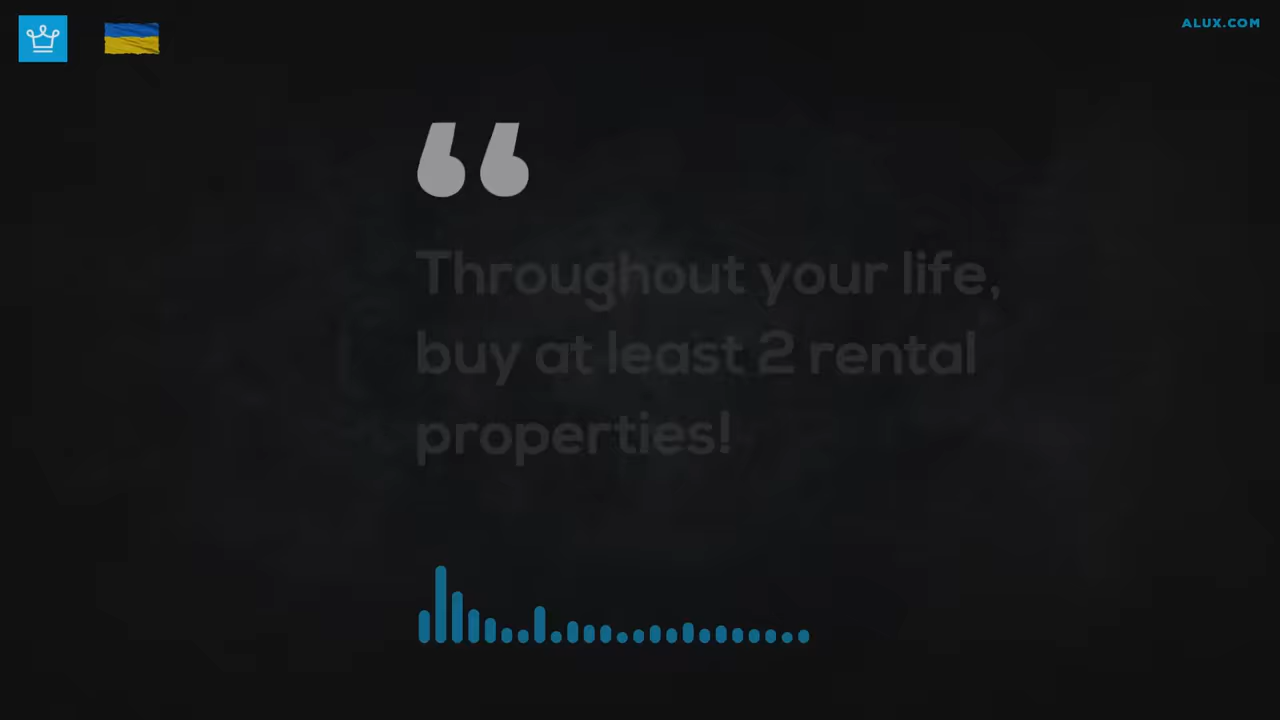 ALUX.COM
“
Throughout your life,
buy at least 2 rental
properties!